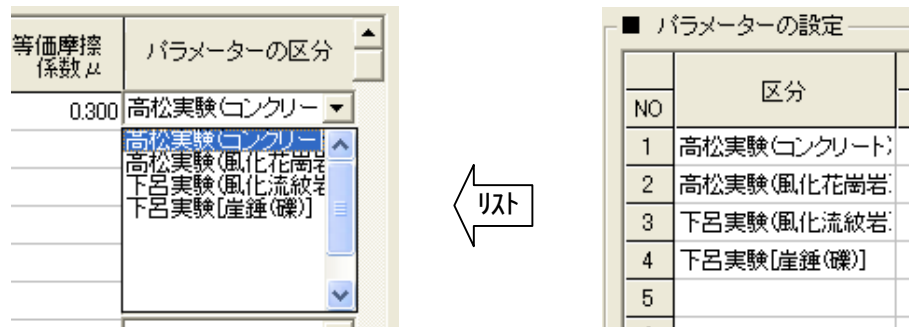 等価摩擦
係数μ
パラメーターの区分
0.300
高松実験(コンクリー
高松実験(コンクリー
高松実験(風化花崗岩
下呂実験(風化流紋岩
下呂実験[崖錘(礫)]
リスト
■ パラメーターの設定
NO
区分
1 高松実験(コンクリート)
2 高松実験(風化花崗岩
3 下呂実験(風化流紋岩
4 下呂実験[崖錘(礫)]
5